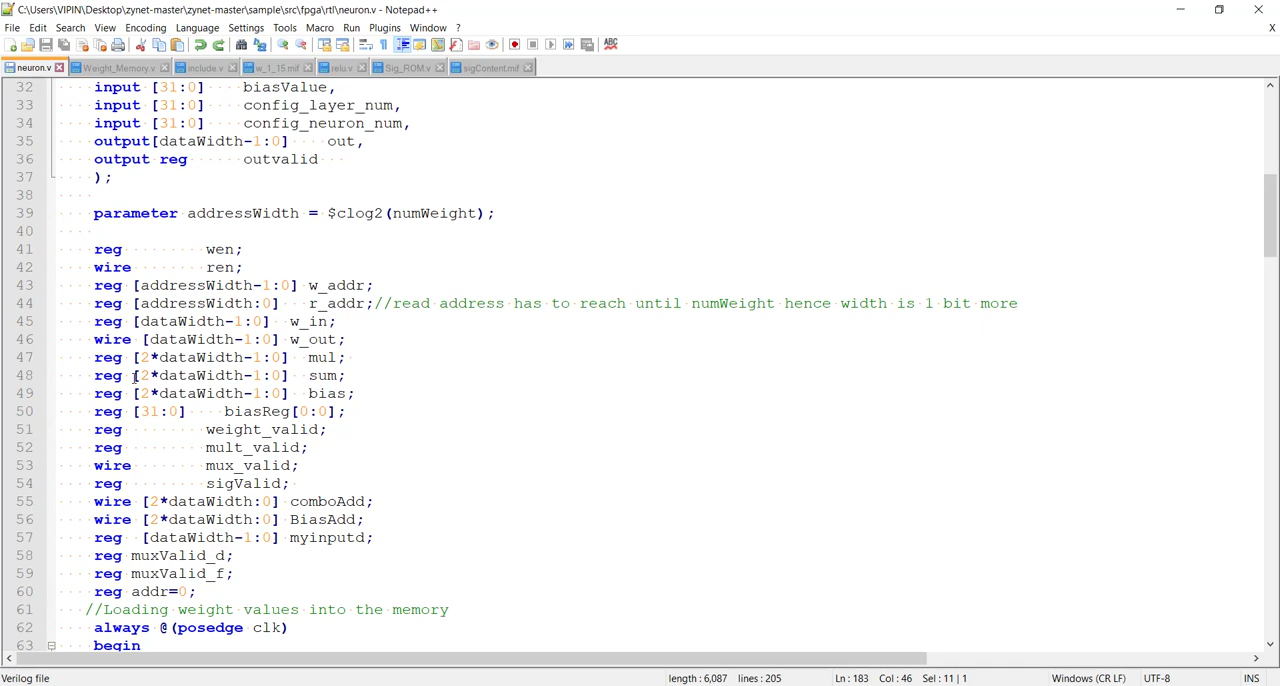 C:\Users\VIPIN\Desktop\zynet-master\zynet-master\sample\src\fpga\rtl\neuron.v - Notepad++
File Edit Search View Encoding Language Settings Tools Macro Run Plugins Window ? X
neuron.v Weight_Memory.v include.v w_1_15.mif relu.v Sig_ROM.v sigContent.mif
32 input [31:0] biasValue,
33 input [31:0] config_layer_num,
34 input [31:0] config_neuron_num,
35 output[dataWidth-1:0] out,
36 output reg outvalid
37 );
38
39 parameter addressWidth = $clog2(numWeight);
40
41 reg wen;
42 wire ren;
43 reg [addressWidth-1:0] w_addr;
44 reg [addressWidth:0] r_addr;//read address has to reach until numWeight hence width is 1 bit more
45 reg [dataWidth-1:0] w_in;
46 wire [dataWidth-1:0] w_out;
47 reg [2*dataWidth-1:0] mul;
48 reg [2*dataWidth-1:0] sum;
49 reg [2*dataWidth-1:0] bias;
50 reg [31:0] biasReg[0:0];
51 reg weight_valid;
52 reg mult_valid;
53 wire mux_valid;
54 reg sigValid;
55 wire [2*dataWidth:0] comboAdd;
56 wire [2*dataWidth:0] BiasAdd;
57 reg [dataWidth-1:0] myinputd;
58 reg muxValid_d;
59 reg muxValid_f;
60 reg addr=0;
61 //Loading weight values into the memory
62 always @(posedge clk)
63 begin
Verilog file length : 6,087 lines : 205 Ln : 183 Col : 46 Sel : 11 | 1 Windows (CR LF) UTF-8 INS